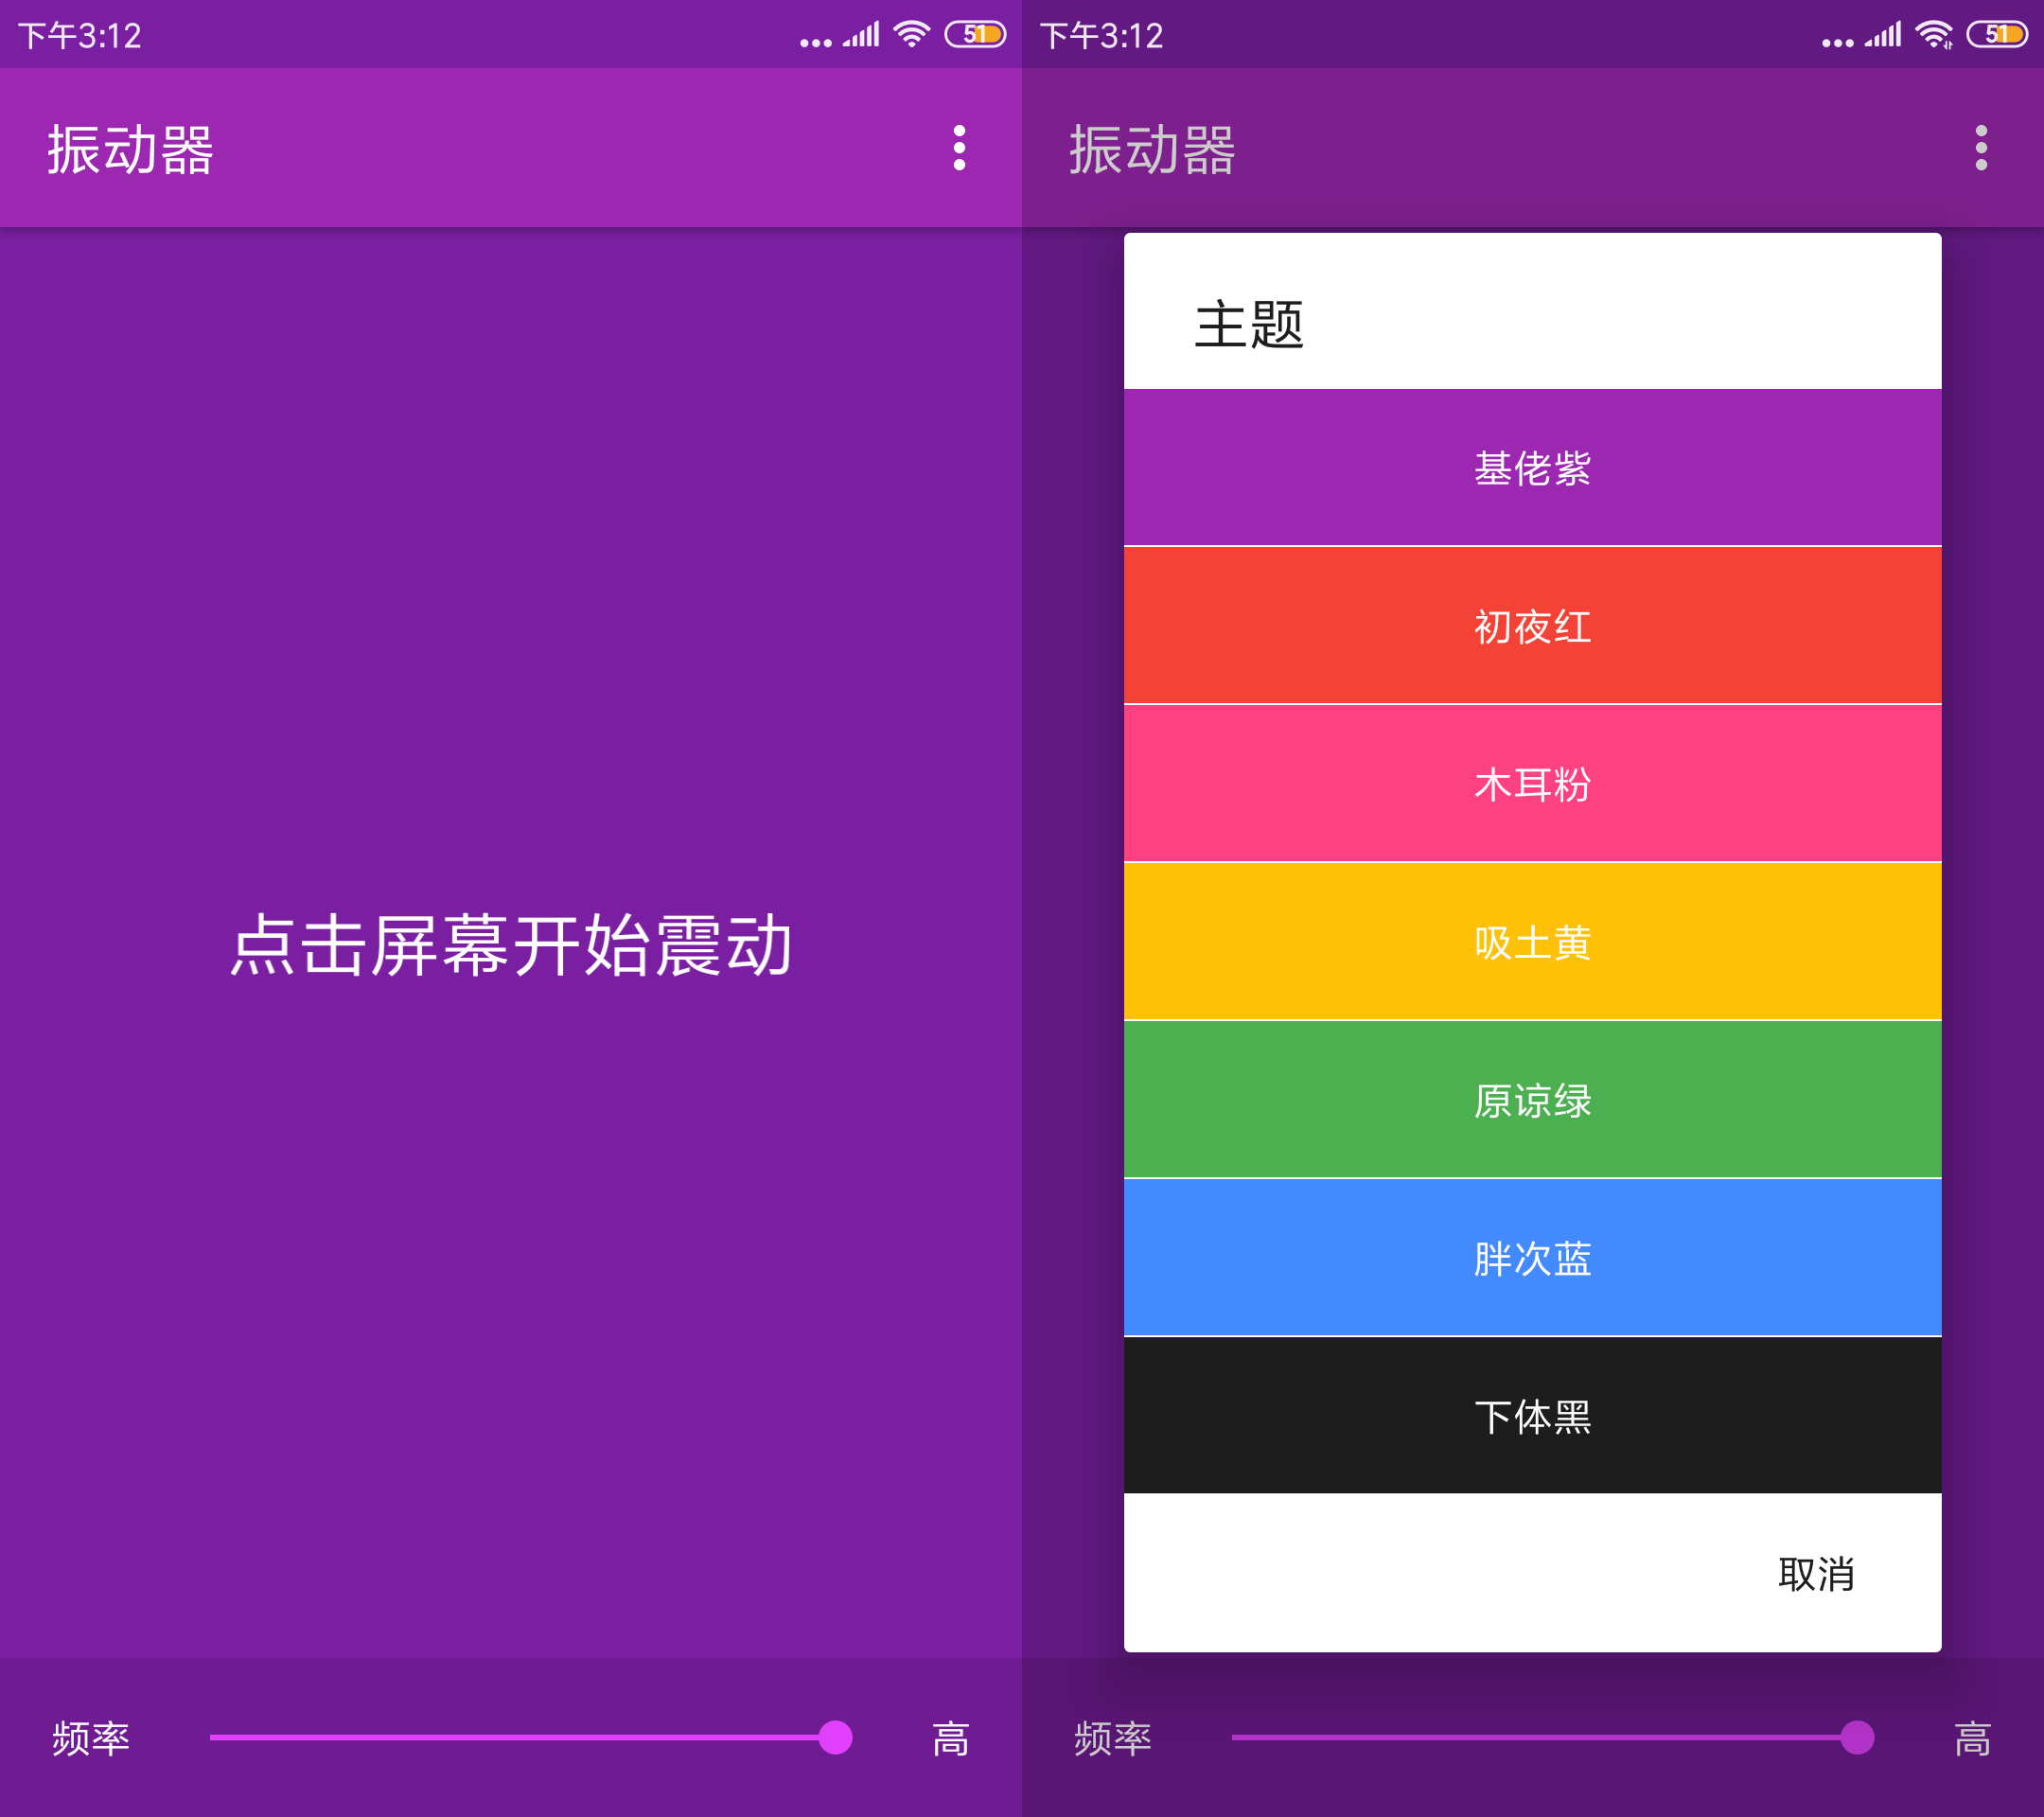 下午3:12
51
振动器
点击屏幕开始震动
频率
高
下午3:12
51
振动器
主题
基佬紫
初夜红
木耳粉
吸土黄
原谅绿
胖次蓝
下体黑
取消
频率
高